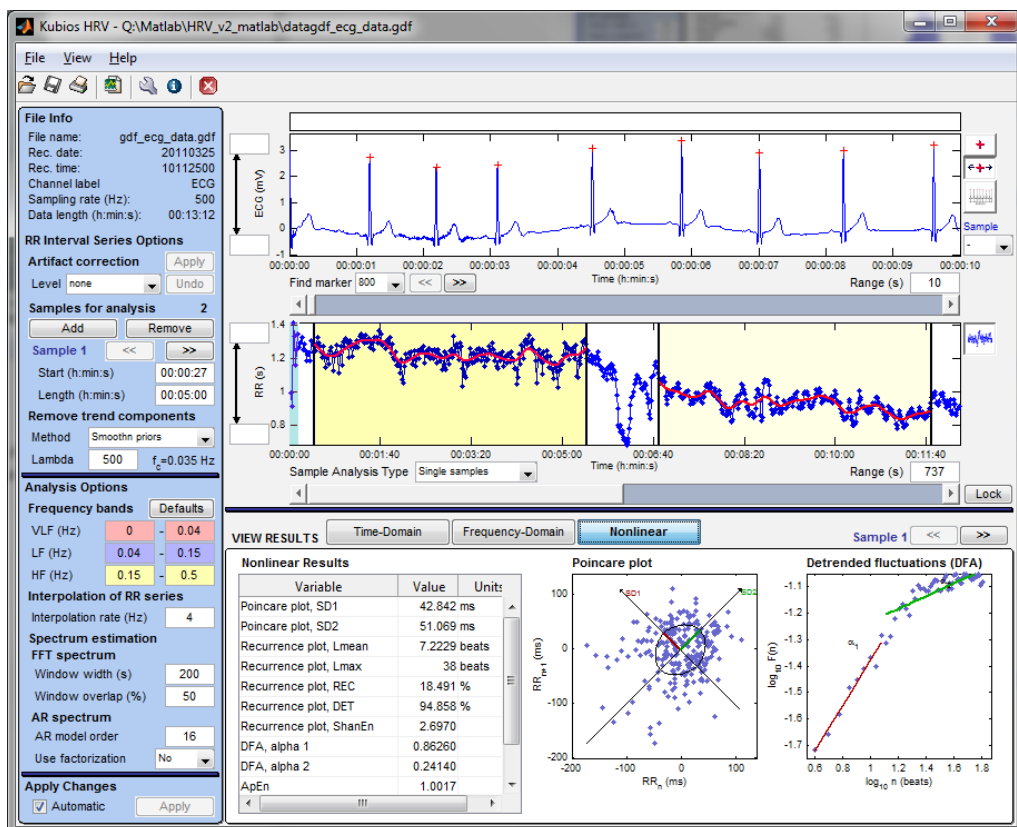 Kubios HRV - Q:\Matlab\HRV_v2_matlab\datagdf_ecg_data.gdf
File View Help
File Info
File name: gdf_ecg_data.gdf
Rec. date: 20110325
Rec. time: 10112500
Channel label ECG
Sampling rate (Hz): 500
Data length (h:min:s): 00:13:12
RR Interval Series Options
Artifact correction Apply
Level none Undo
Samples for analysis 2
Add Remove
Sample 1 << >>
Start (h:min:s) 00:00:27
Length (h:min:s) 00:05:00
Remove trend components
Method Smoothn priors
Lambda 500 fc=0.035 Hz
Analysis Options
Frequency bands Defaults
VLF (Hz) 0 - 0.04
LF (Hz) 0.04 - 0.15
HF (Hz) 0.15 - 0.5
Interpolation of RR series
Interpolation rate (Hz) 4
Spectrum estimation
FFT spectrum
Window width (s) 200
Window overlap (%) 50
AR spectrum
AR model order 16
Use factorization No
Apply Changes
Automatic Apply
ECG (mV)
3
2
1
0
-1
00:00:00 00:00:01 00:00:02 00:00:03 00:00:04 00:00:05 00:00:06 00:00:07 00:00:08 00:00:09 00:00:10
Sample
-
Find marker 800 << >> Time (h:min:s) Range (s) 10
RR (s)
1.4
1.2
1
0.8
00:00:00 00:01:40 00:03:20 00:05:00 00:06:40 00:08:20 00:10:00 00:11:40
Sample Analysis Type Single samples Time (h:min:s) Range (s) 737
Lock
VIEW RESULTS Time-Domain Frequency-Domain Nonlinear Sample 1 << >>
Nonlinear Results
Variable Value Units
Poincare plot, SD1 42.842 ms
Poincare plot, SD2 51.069 ms
Recurrence plot, Lmean 7.2229 beats
Recurrence plot, Lmax 38 beats
Recurrence plot, REC 18.491 %
Recurrence plot, DET 94.858 %
Recurrence plot, ShanEn 2.6970
DFA, alpha 1 0.86260
DFA, alpha 2 0.24140
ApEn 1.0017
Poincare plot
SD1 SD2
RRn+1 (ms)
100
0
-100
-200
-200 -100 0 100
RRn (ms)
Detrended fluctuations (DFA)
α1
log10 F(n)
-1.1
-1.2
-1.3
-1.4
-1.5
-1.6
-1.7
0.6 0.8 1 1.2 1.4 1.6 1.8
log10 n (beats)